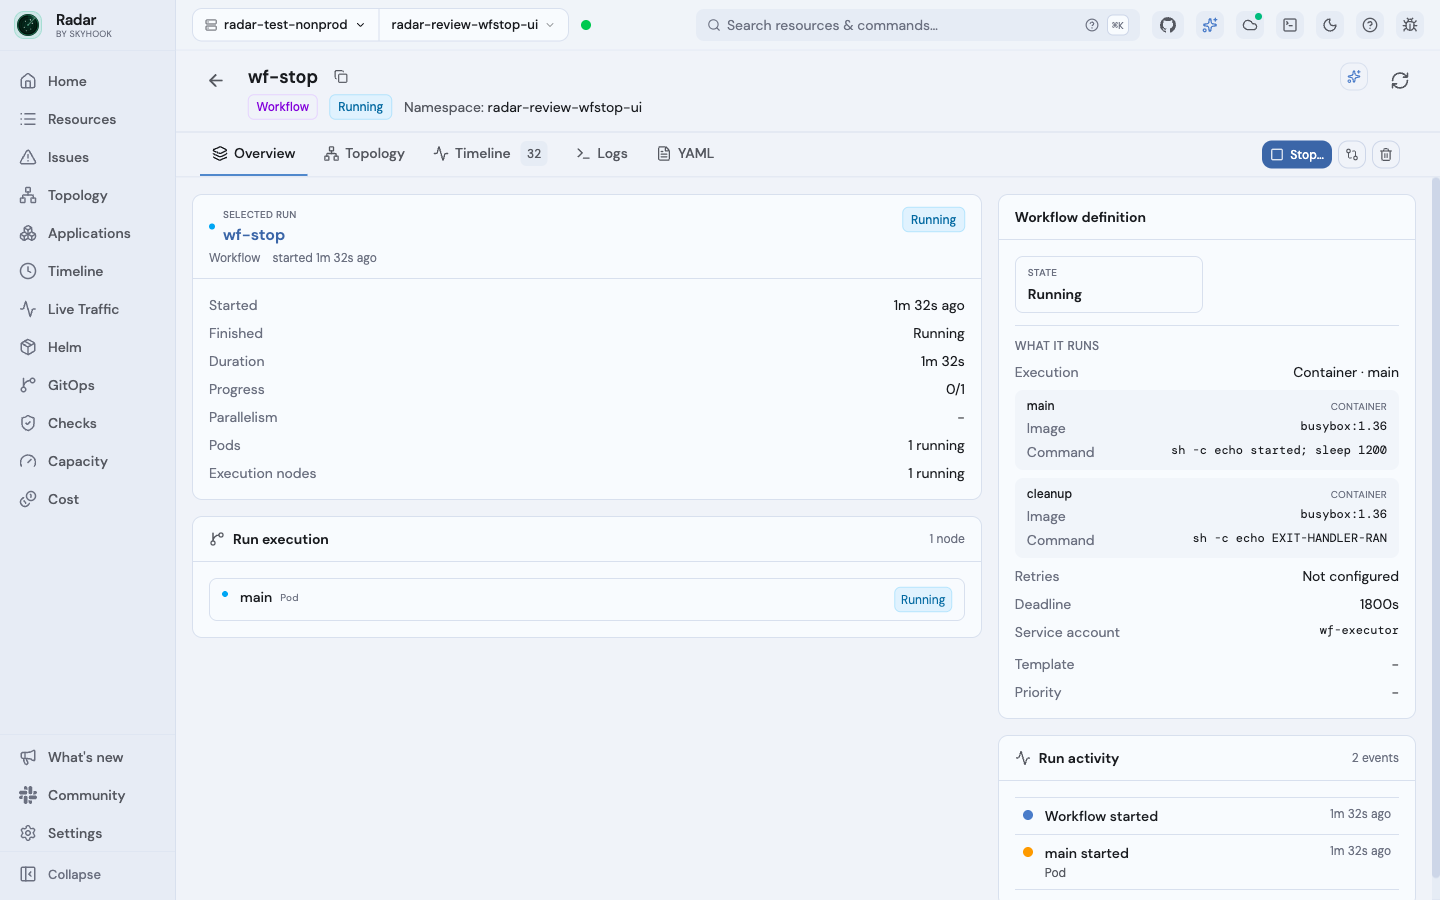 Radar
BY SKYHOOK
radar-test-nonprod
radar-review-wfstop-ui
Search resources & commands...
⌘K
Home
Resources
Issues
Topology
Applications
Timeline
Live Traffic
Helm
GitOps
Checks
Capacity
Cost
What's new
Community
Settings
Collapse
wf-stop
Workflow
Running
Namespace: radar-review-wfstop-ui
Overview
Topology
Timeline 32
Logs
YAML
Stop...
SELECTED RUN
wf-stop
Running
Workflow started 1m 32s ago
Started 1m 32s ago
Finished Running
Duration 1m 32s
Progress 0/1
Parallelism -
Pods 1 running
Execution nodes 1 running
Run execution 1 node
main Pod Running
Workflow definition
STATE
Running
WHAT IT RUNS
Execution Container · main
main CONTAINER
Image busybox:1.36
Command sh -c echo started; sleep 1200
cleanup CONTAINER
Image busybox:1.36
Command sh -c echo EXIT-HANDLER-RAN
Retries Not configured
Deadline 1800s
Service account wf-executor
Template -
Priority -
Run activity 2 events
Workflow started 1m 32s ago
main started 1m 32s ago
Pod